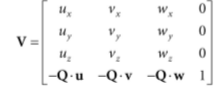 u_x v_x w_x 0
V = u_y v_y w_y 0
u_z v_z w_z 0
−Q·u −Q·v −Q·w 1